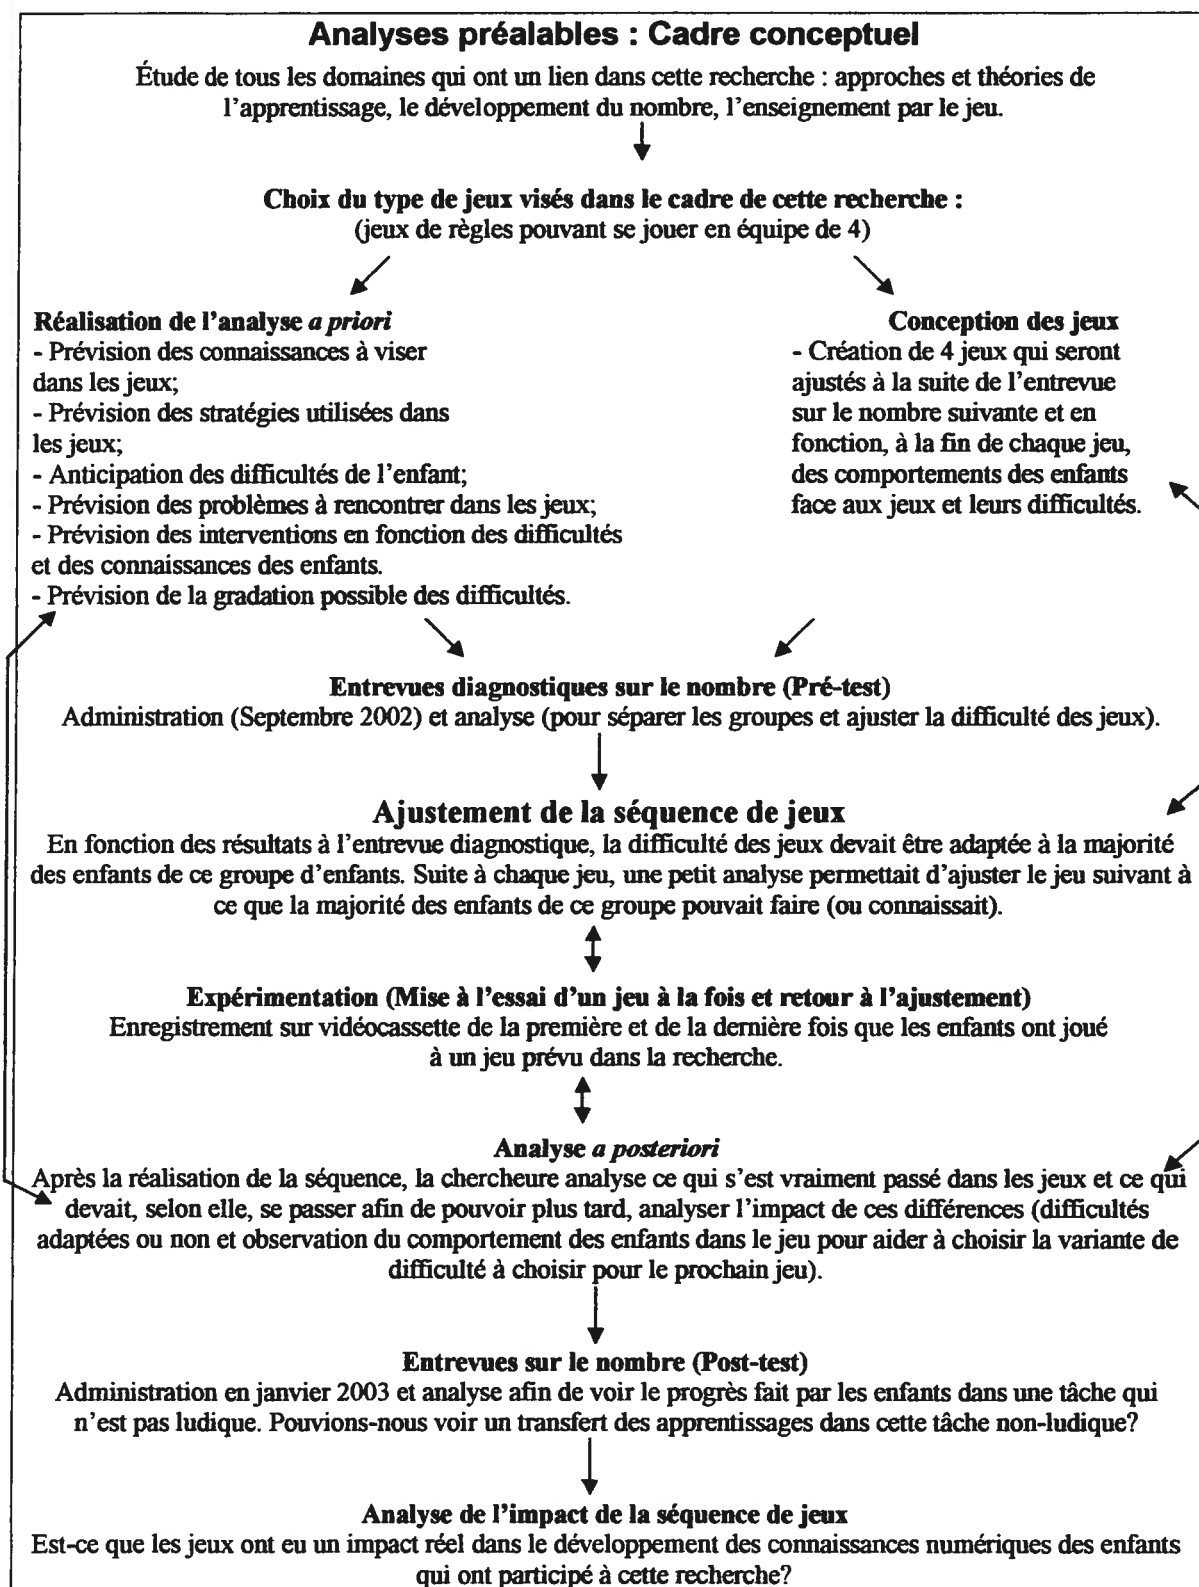 Analyses préalables : Cadre conceptuel
Étude de tous les domaines qui ont un lien dans cette recherche : approches et théories de
l'apprentissage, le développement du nombre, l'enseignement par le jeu.
Choix du type de jeux visés dans le cadre de cette recherche :
(jeux de règles pouvant se jouer en équipe de 4)
Réalisation de l'analyse a priori
- Prévision des connaissances à viser
dans les jeux;
- Prévision des stratégies utilisées dans
les jeux;
- Anticipation des difficultés de l'enfant;
- Prévision des problèmes à rencontrer dans les jeux;
- Prévision des interventions en fonction des difficultés
et des connaissances des enfants.
- Prévision de la gradation possible des difficultés.
Conception des jeux
- Création de 4 jeux qui seront
ajustés à la suite de l'entrevue
sur le nombre suivante et en
fonction, à la fin de chaque jeu,
des comportements des enfants
face aux jeux et leurs difficultés.
Entrevues diagnostiques sur le nombre (Pré-test)
Administration (Septembre 2002) et analyse (pour séparer les groupes et ajuster la difficulté des jeux).
Ajustement de la séquence de jeux
En fonction des résultats à l'entrevue diagnostique, la difficulté des jeux devait être adaptée à la majorité
des enfants de ce groupe d'enfants. Suite à chaque jeu, une petit analyse permettait d'ajuster le jeu suivant à
ce que la majorité des enfants de ce groupe pouvait faire (ou connaissait).
Expérimentation (Mise à l'essai d'un jeu à la fois et retour à l'ajustement)
Enregistrement sur vidéocassette de la première et de la dernière fois que les enfants ont joué
à un jeu prévu dans la recherche.
Analyse a posteriori
Après la réalisation de la séquence, la chercheure analyse ce qui s'est vraiment passé dans les jeux et ce qui
devait, selon elle, se passer afin de pouvoir plus tard, analyser l'impact de ces différences (difficultés
adaptées ou non et observation du comportement des enfants dans le jeu pour aider à choisir la variante de
difficulté à choisir pour le prochain jeu).
Entrevues sur le nombre (Post-test)
Administration en janvier 2003 et analyse afin de voir le progrès fait par les enfants dans une tâche qui
n'est pas ludique. Pouvions-nous voir un transfert des apprentissages dans cette tâche non-ludique?
Analyse de l'impact de la séquence de jeux
Est-ce que les jeux ont eu un impact réel dans le développement des connaissances numériques des enfants
qui ont participé à cette recherche?